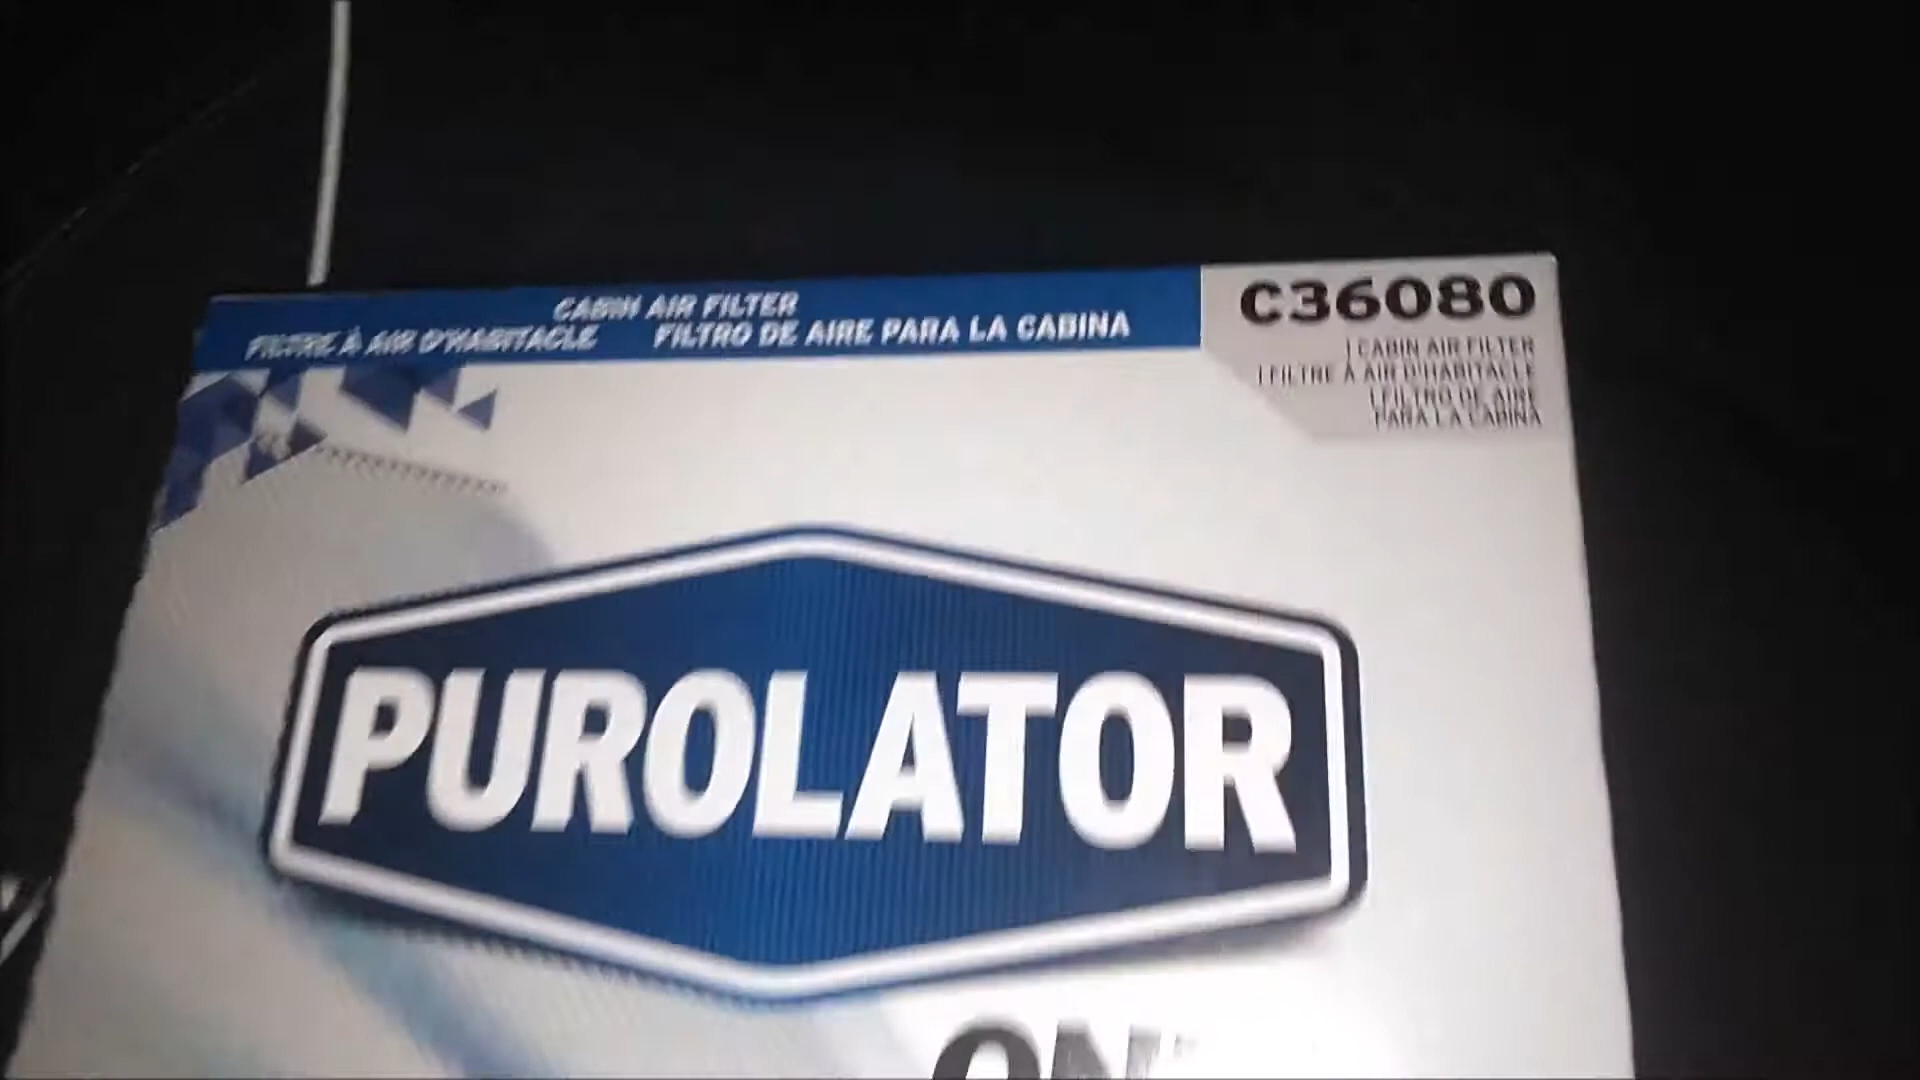 CABIN AIR FILTER
FILTRE À AIR D'HABITACLE FILTRO DE AIRE PARA LA CABINA
C36080
1 CABIN AIR FILTER
1 FILTRE À AIR D'HABITACLE
1 FILTRO DE AIRE
PARA LA CABINA
PUROLATOR
ON